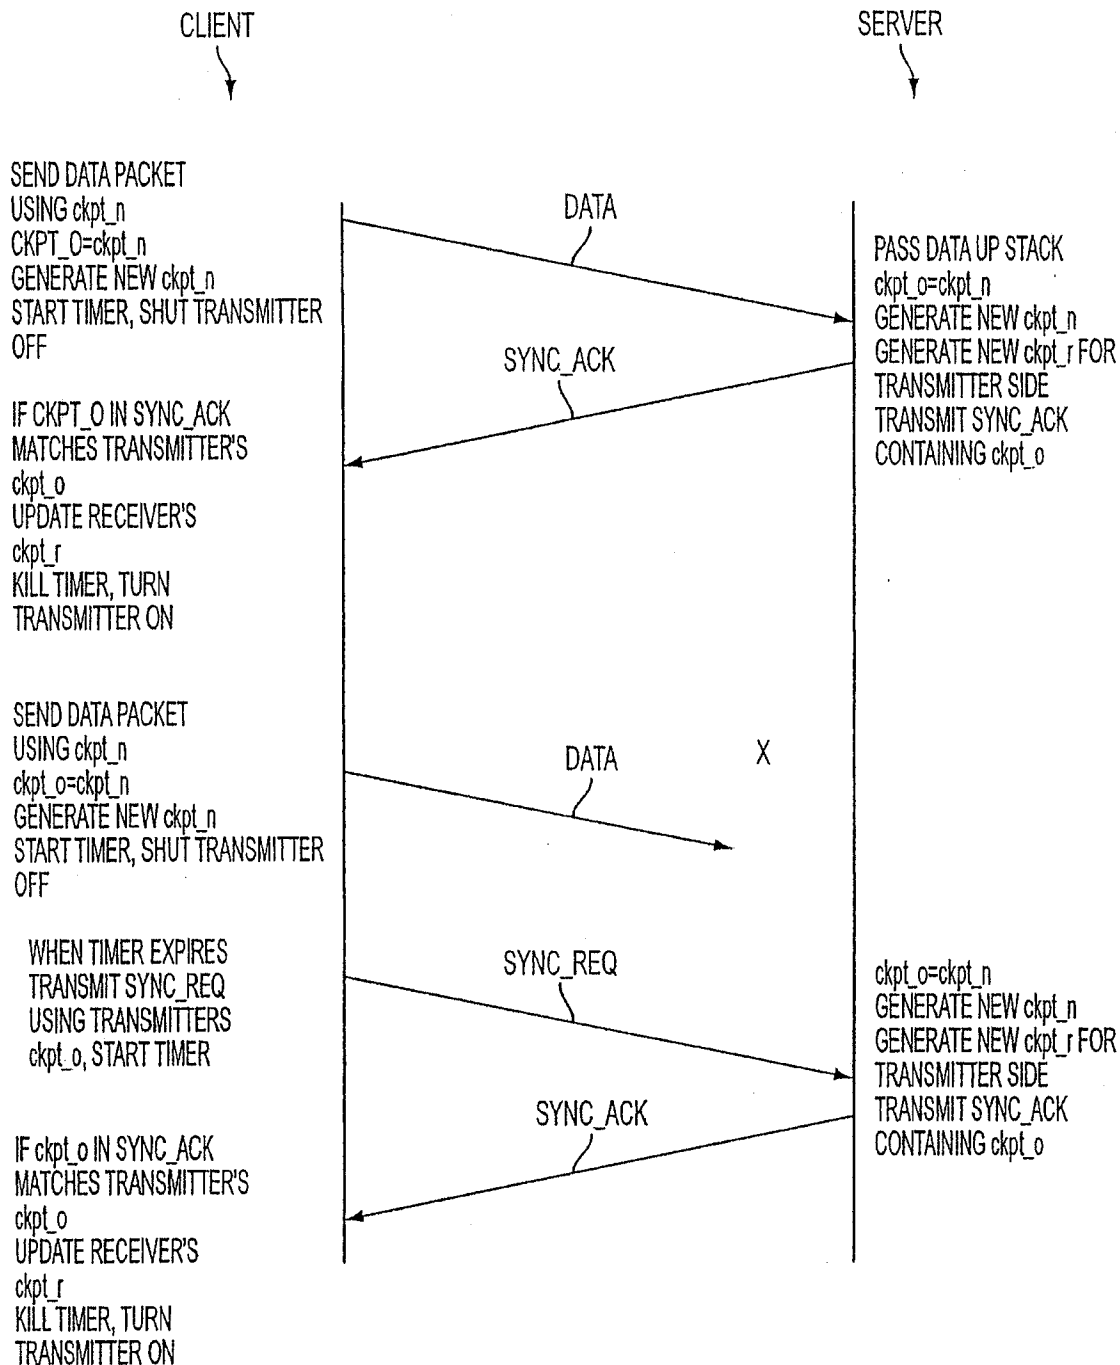 CLIENT
SERVER
SEND DATA PACKET
USING ckpt_n
CKPT_O=ckpt_n
GENERATE NEW ckpt_n
START TIMER, SHUT TRANSMITTER
OFF
DATA
PASS DATA UP STACK
ckpt_o=ckpt_n
GENERATE NEW ckpt_n
GENERATE NEW ckpt_r FOR
TRANSMITTER SIDE
TRANSMIT SYNC_ACK
CONTAINING ckpt_o
SYNC_ACK
IF CKPT_O IN SYNC_ACK
MATCHES TRANSMITTER'S
ckpt_o
UPDATE RECEIVER'S
ckpt_r
KILL TIMER, TURN
TRANSMITTER ON
SEND DATA PACKET
USING ckpt_n
ckpt_o=ckpt_n
GENERATE NEW ckpt_n
START TIMER, SHUT TRANSMITTER
OFF
DATA
X
WHEN TIMER EXPIRES
TRANSMIT SYNC_REQ
USING TRANSMITTERS
ckpt_o, START TIMER
SYNC_REQ
ckpt_o=ckpt_n
GENERATE NEW ckpt_n
GENERATE NEW ckpt_r FOR
TRANSMITTER SIDE
TRANSMIT SYNC_ACK
CONTAINING ckpt_o
SYNC_ACK
IF ckpt_o IN SYNC_ACK
MATCHES TRANSMITTER'S
ckpt_o
UPDATE RECEIVER'S
ckpt_r
KILL TIMER, TURN
TRANSMITTER ON